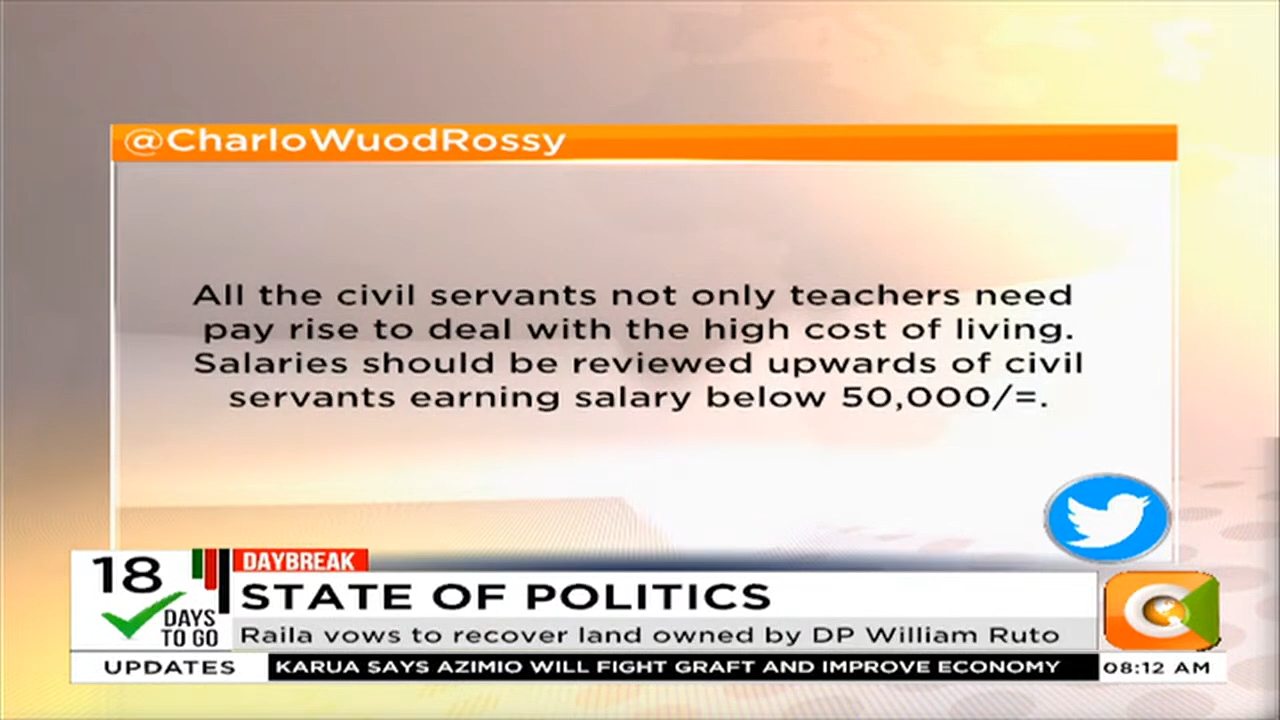 @CharloWuodRossy
All the civil servants not only teachers need
pay rise to deal with the high cost of living.
Salaries should be reviewed upwards of civil
servants earning salary below 50,000/=.
18
DAYS
TO GO
DAYBREAK
STATE OF POLITICS
Raila vows to recover land owned by DP William Ruto
UPDATES
KARUA SAYS AZIMIO WILL FIGHT GRAFT AND IMPROVE ECONOMY
08:12 AM